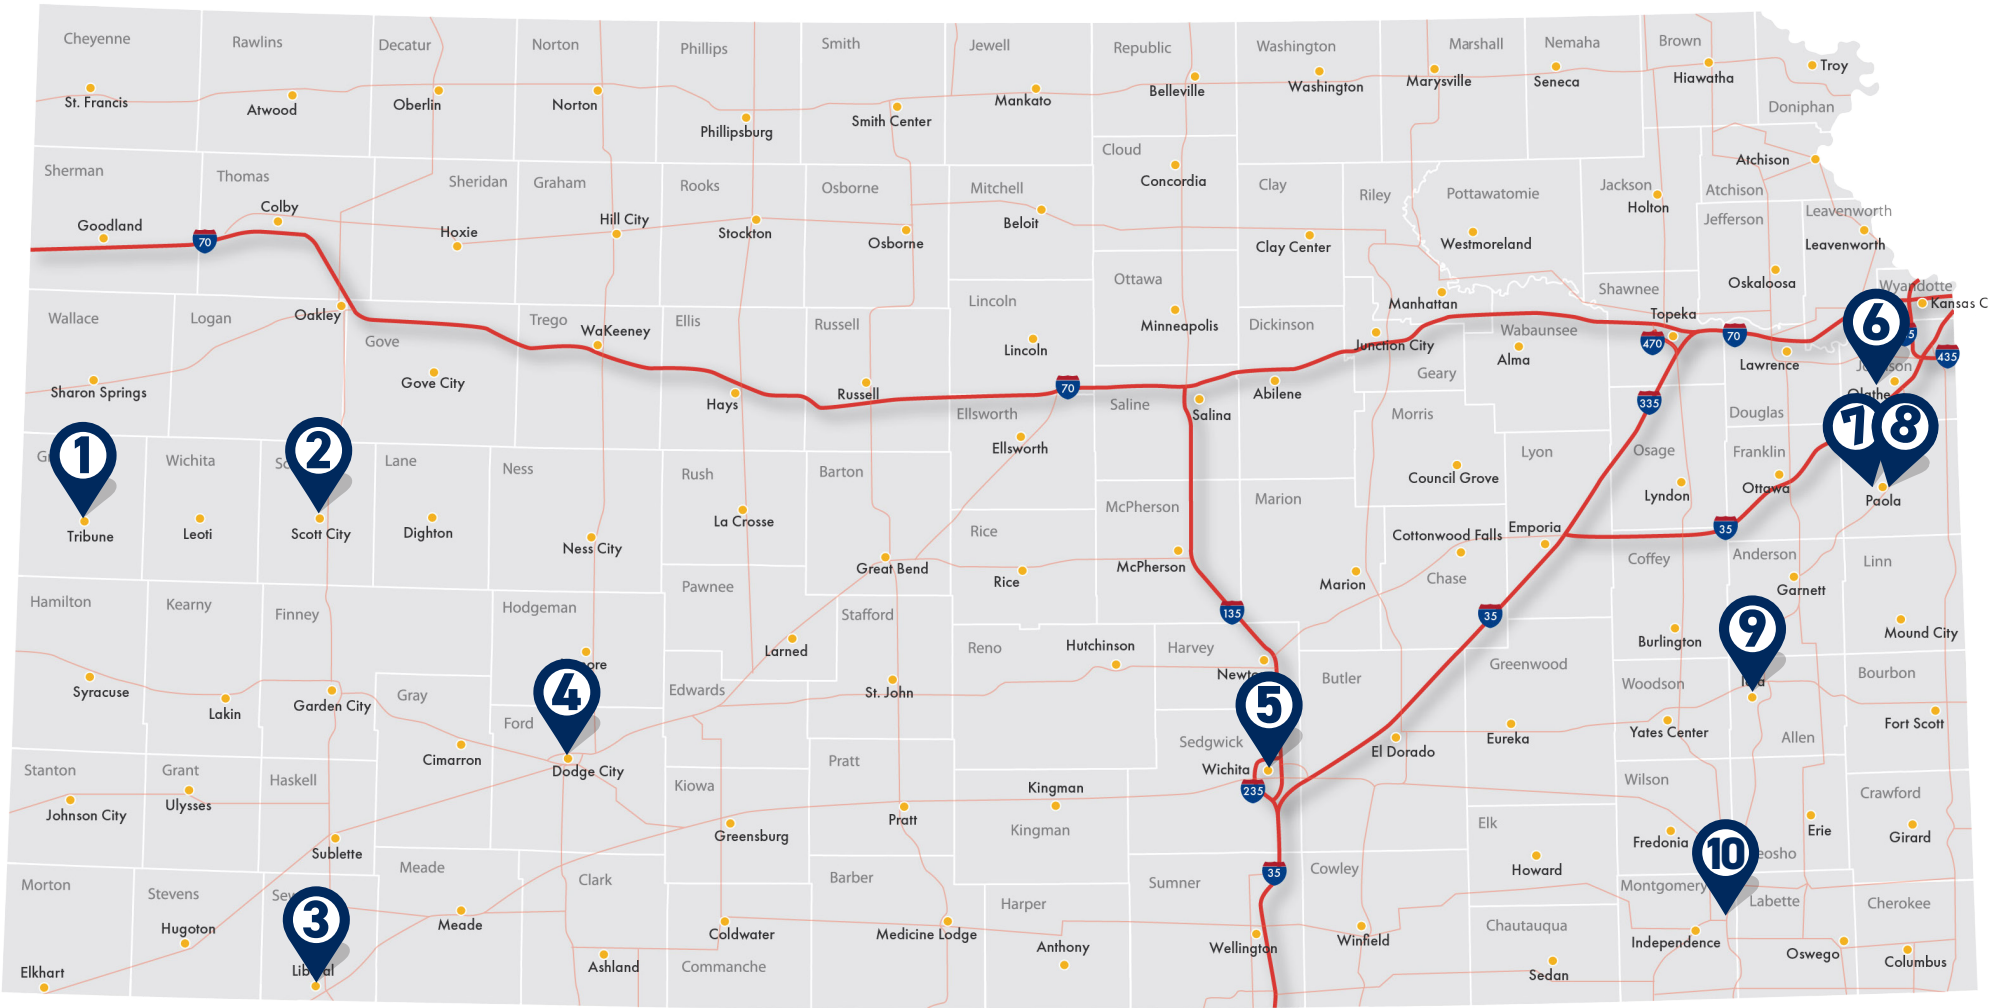 Cheyenne
Rawlins
Decatur
Norton
Phillips
Smith
Jewell
Republic
Washington
Marshall
Nemaha
Brown
St. Francis
Atwood
Oberlin
Norton
Phillipsburg
Smith Center
Mankato
Belleville
Washington
Marysville
Seneca
Hiawatha
Troy
Doniphan
Sherman
Thomas
Sheridan
Graham
Rooks
Osborne
Mitchell
Cloud
Concordia
Clay
Riley
Pottawatomie
Jackson
Holton
Atchison
Atchison
Jefferson
Leavenworth
Leavenworth
Goodland
Colby
Hoxie
Hill City
Stockton
Osborne
Beloit
Clay Center
Westmoreland
Oskaloosa
70
Wallace
Logan
Oakley
Gove
Trego
WaKeeney
Ellis
Russell
Lincoln
Lincoln
Ottawa
Minneapolis
Dickinson
Manhattan
Junction City
Wabaunsee
Shawnee
Topeka
Wyandotte
Kansas C
Sharon Springs
Gove City
Hays
Russell
70
Ellsworth
Ellsworth
Saline
Salina
Abilene
Geary
Alma
470
70
Lawrence
6
5
435
Olathe
335
Douglas
Morris
1
2
Wichita
Lane
Ness
Rush
Barton
McPherson
Marion
Council Grove
Lyon
Osage
Lyndon
Franklin
Ottawa
7
8
Paola
Tribune
Leoti
Scott City
Dighton
Ness City
La Crosse
Great Bend
Rice
Rice
McPherson
Marion
Cottonwood Falls
Chase
Emporia
35
Coffey
Anderson
Garnett
Linn
Hamilton
Kearny
Finney
Hodgeman
Pawnee
Stafford
135
35
Burlington
9
Mound City
Larned
Reno
Hutchinson
Harvey
Butler
Greenwood
Woodson
Bourbon
Syracuse
Lakin
Garden City
Gray
4
Edwards
St. John
5
Ford
Cimarron
Dodge City
Sedgwick
Wichita
El Dorado
Eureka
Yates Center
Allen
Fort Scott
Stanton
Grant
Haskell
Kiowa
Pratt
Kingman
Kingman
235
Wilson
Crawford
Johnson City
Ulysses
Sublette
Greensburg
Pratt
Elk
Fredonia
10
Erie
Girard
Morton
Stevens
Meade
Clark
Barber
Harper
Sumner
35
Cowley
Howard
Montgomery
Labette
Cherokee
3
Hugoton
Meade
Coldwater
Medicine Lodge
Anthony
Wellington
Winfield
Chautauqua
Independence
Oswego
Columbus
Elkhart
Ashland
Commanche
Sedan